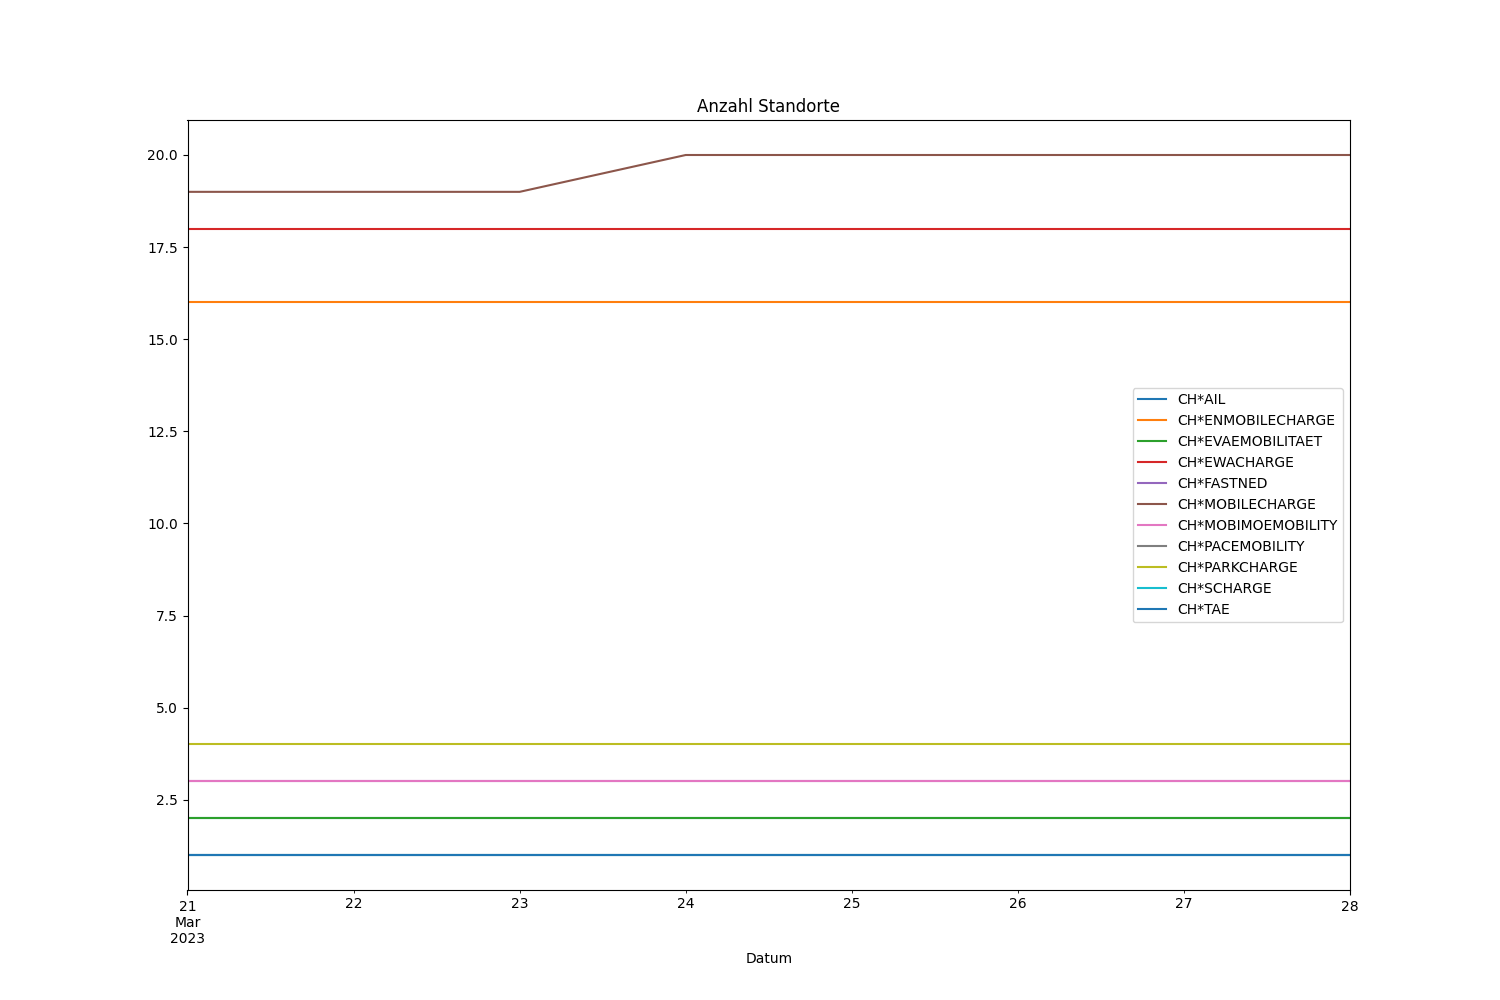 Anzahl Standorte
20.0
17.5
15.0
12.5
10.0
7.5
5.0
2.5
CH*AIL
CH*ENMOBILECHARGE
CH*EVAEMOBILITAET
CH*EWACHARGE
CH*FASTNED
CH*MOBILECHARGE
CH*MOBIMOEMOBILITY
CH*PACEMOBILITY
CH*PARKCHARGE
CH*SCHARGE
CH*TAE
21 22 23 24 25 26 27 28
Mar
2023
Datum